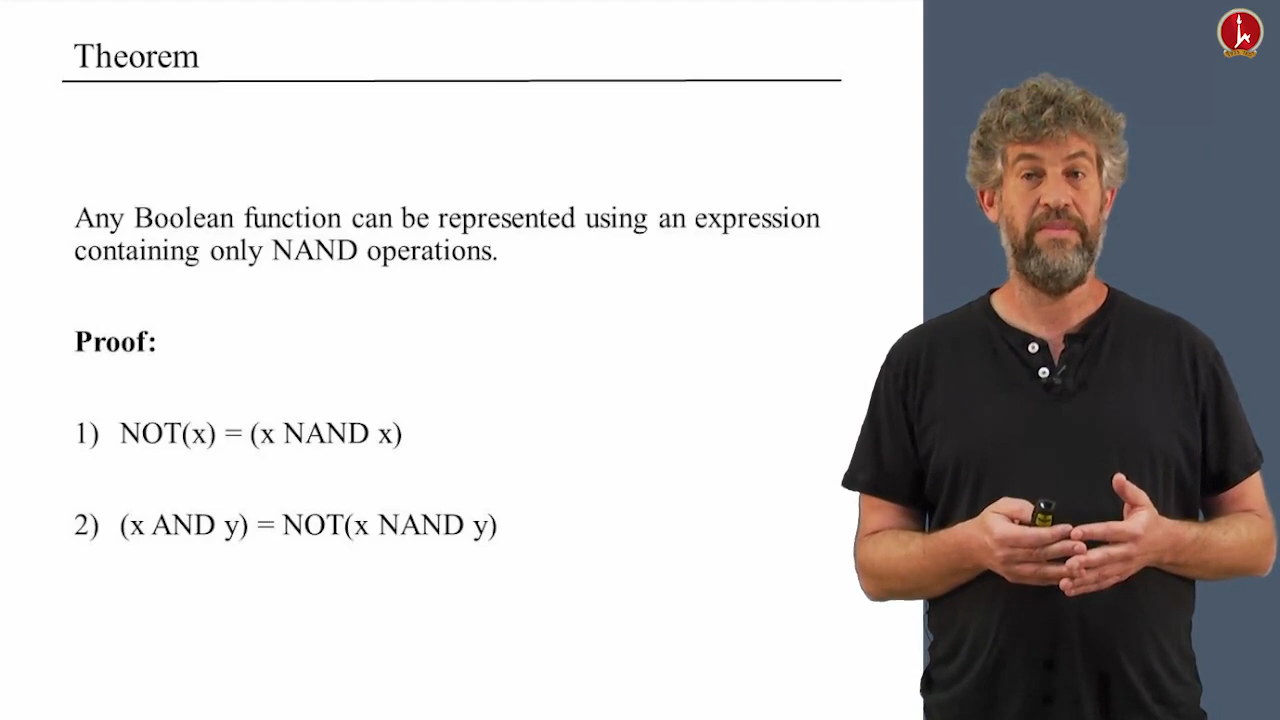 Theorem
Any Boolean function can be represented using an expression
containing only NAND operations.
Proof:
1) NOT(x) = (x NAND x)
2) (x AND y) = NOT(x NAND y)